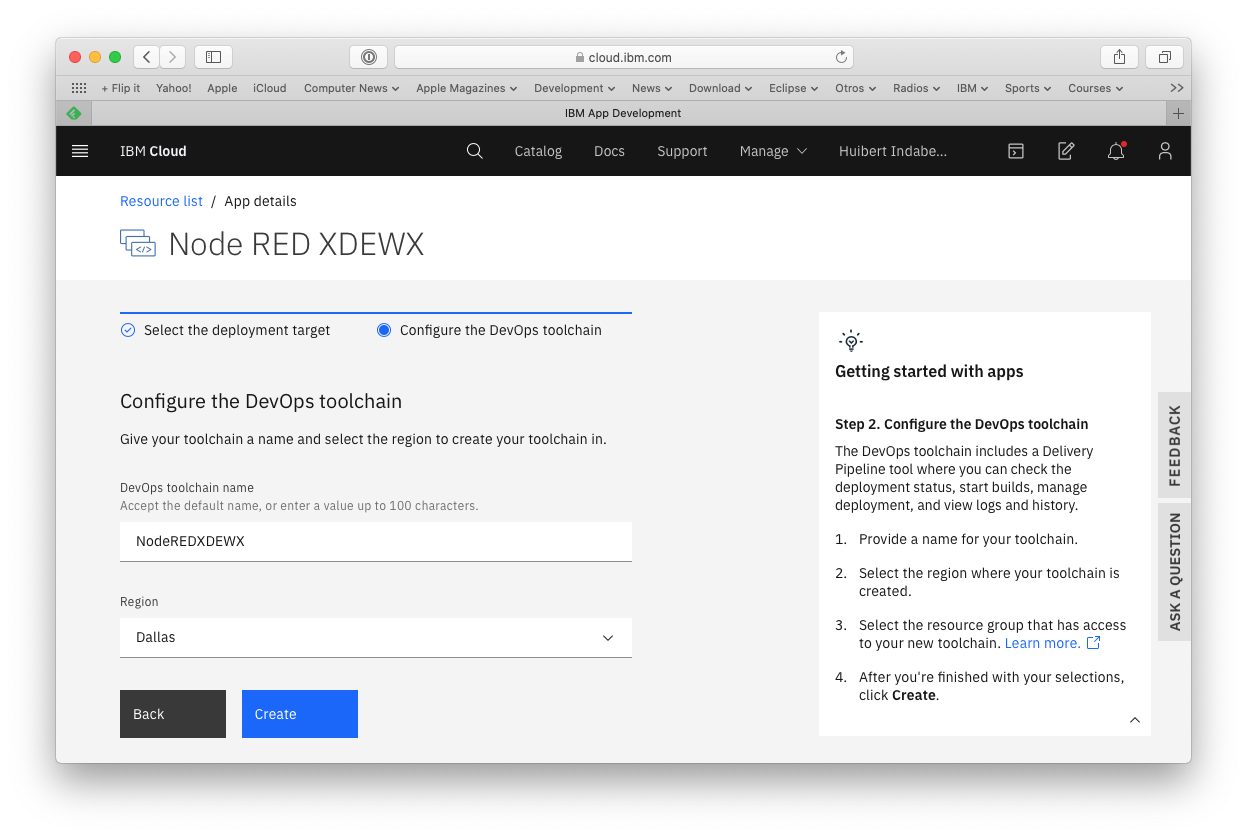 cloud.ibm.com
+ Flip it Yahoo! Apple iCloud Computer News Apple Magazines Development News Download Eclipse Otros Radios IBM Sports Courses
IBM App Development
IBM Cloud Catalog Docs Support Manage Huibert Indabe...
Resource list / App details
</> Node RED XDEWX
Select the deployment target Configure the DevOps toolchain
Configure the DevOps toolchain
Give your toolchain a name and select the region to create your toolchain in.
DevOps toolchain name
Accept the default name, or enter a value up to 100 characters.
NodeREDXDEWX
Region
Dallas
Back Create
Getting started with apps
Step 2. Configure the DevOps toolchain
The DevOps toolchain includes a Delivery
Pipeline tool where you can check the
deployment status, start builds, manage
deployment, and view logs and history.
1. Provide a name for your toolchain.
2. Select the region where your toolchain is
created.
3. Select the resource group that has access
to your new toolchain. Learn more.
4. After you're finished with your selections,
click Create.
FEEDBACK
ASK A QUESTION